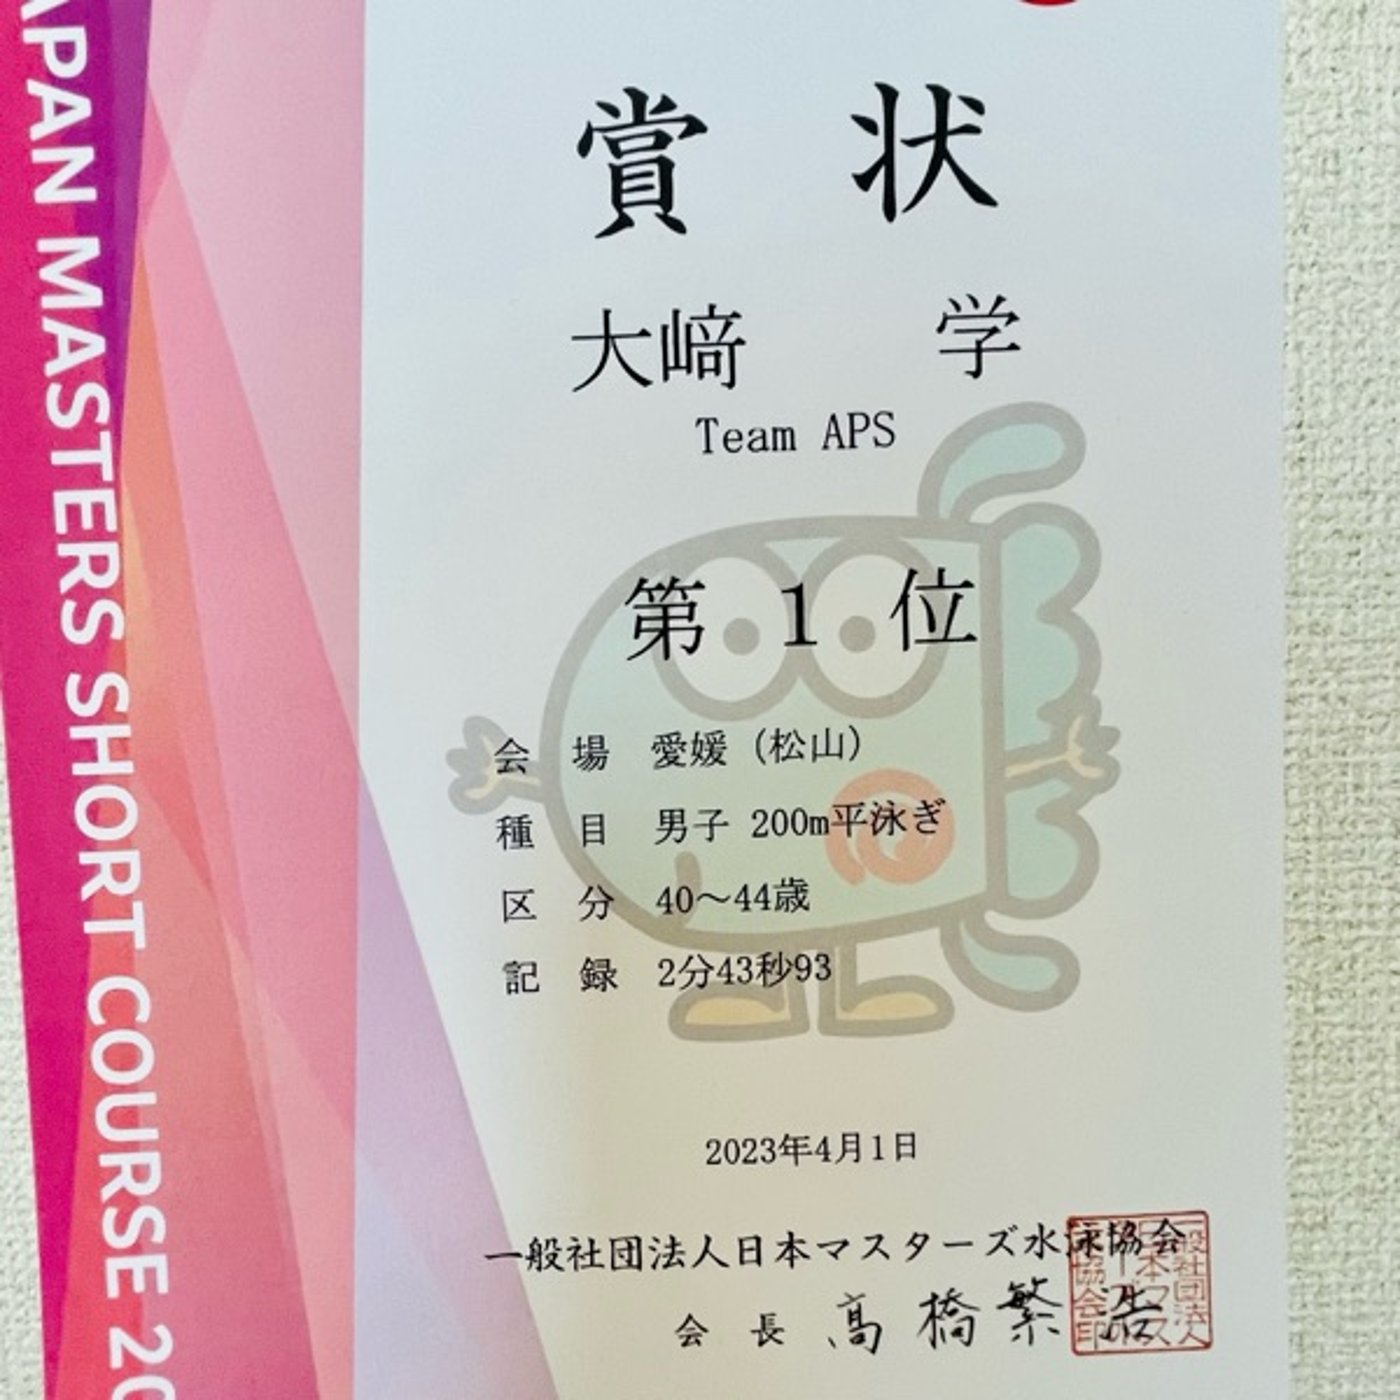 APAN MASTERS SHORT COURSE 20
賞 状
大﨑 学
Team APS
第 1 位
会 場 愛媛 (松山)
種 目 男子 200m平泳ぎ
区 分 40～44歳
記 録 2分43秒93
2023年4月1日
一般社団法人日本マスターズ水泳協会
会 長 髙橋繁浩